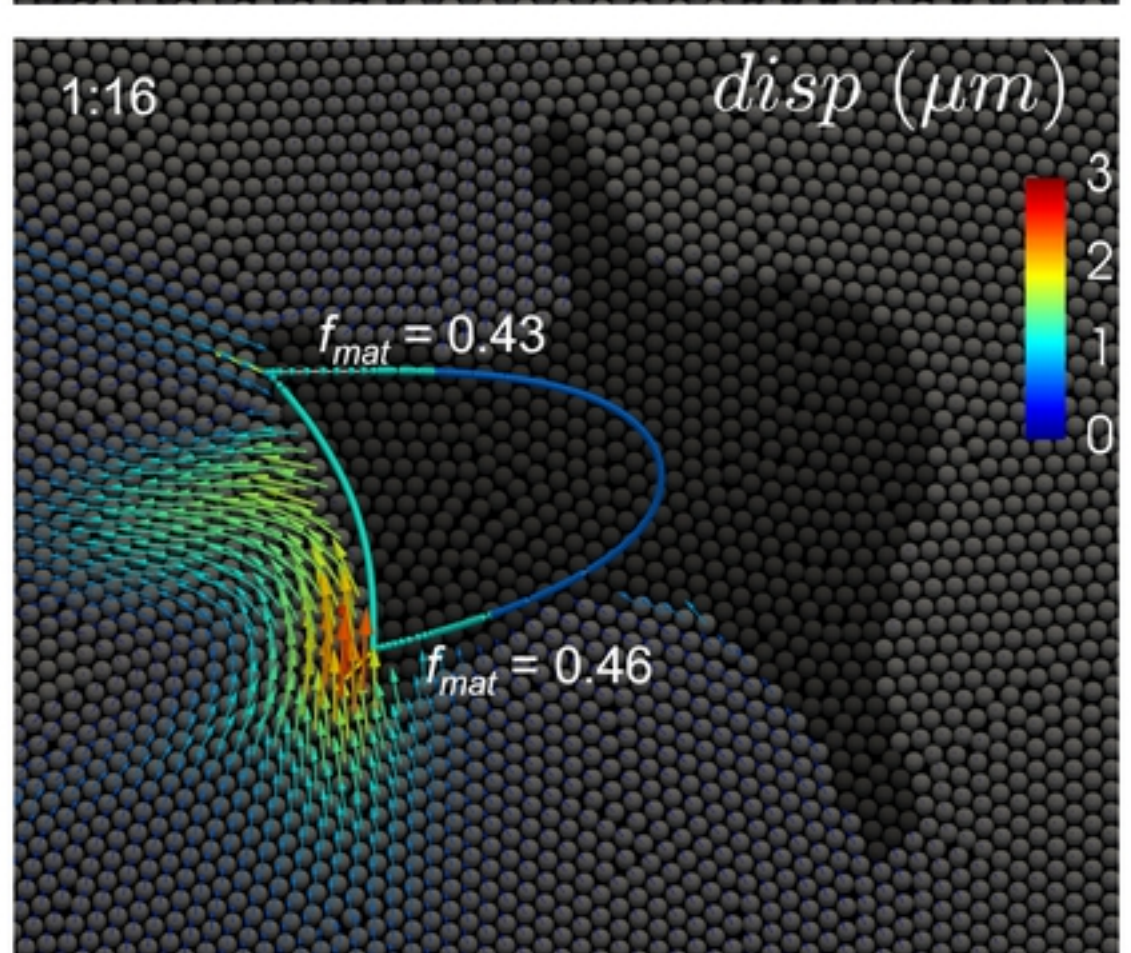 1:16
disp (μm)
3
2
1
0
f_mat = 0.43
f_mat = 0.46